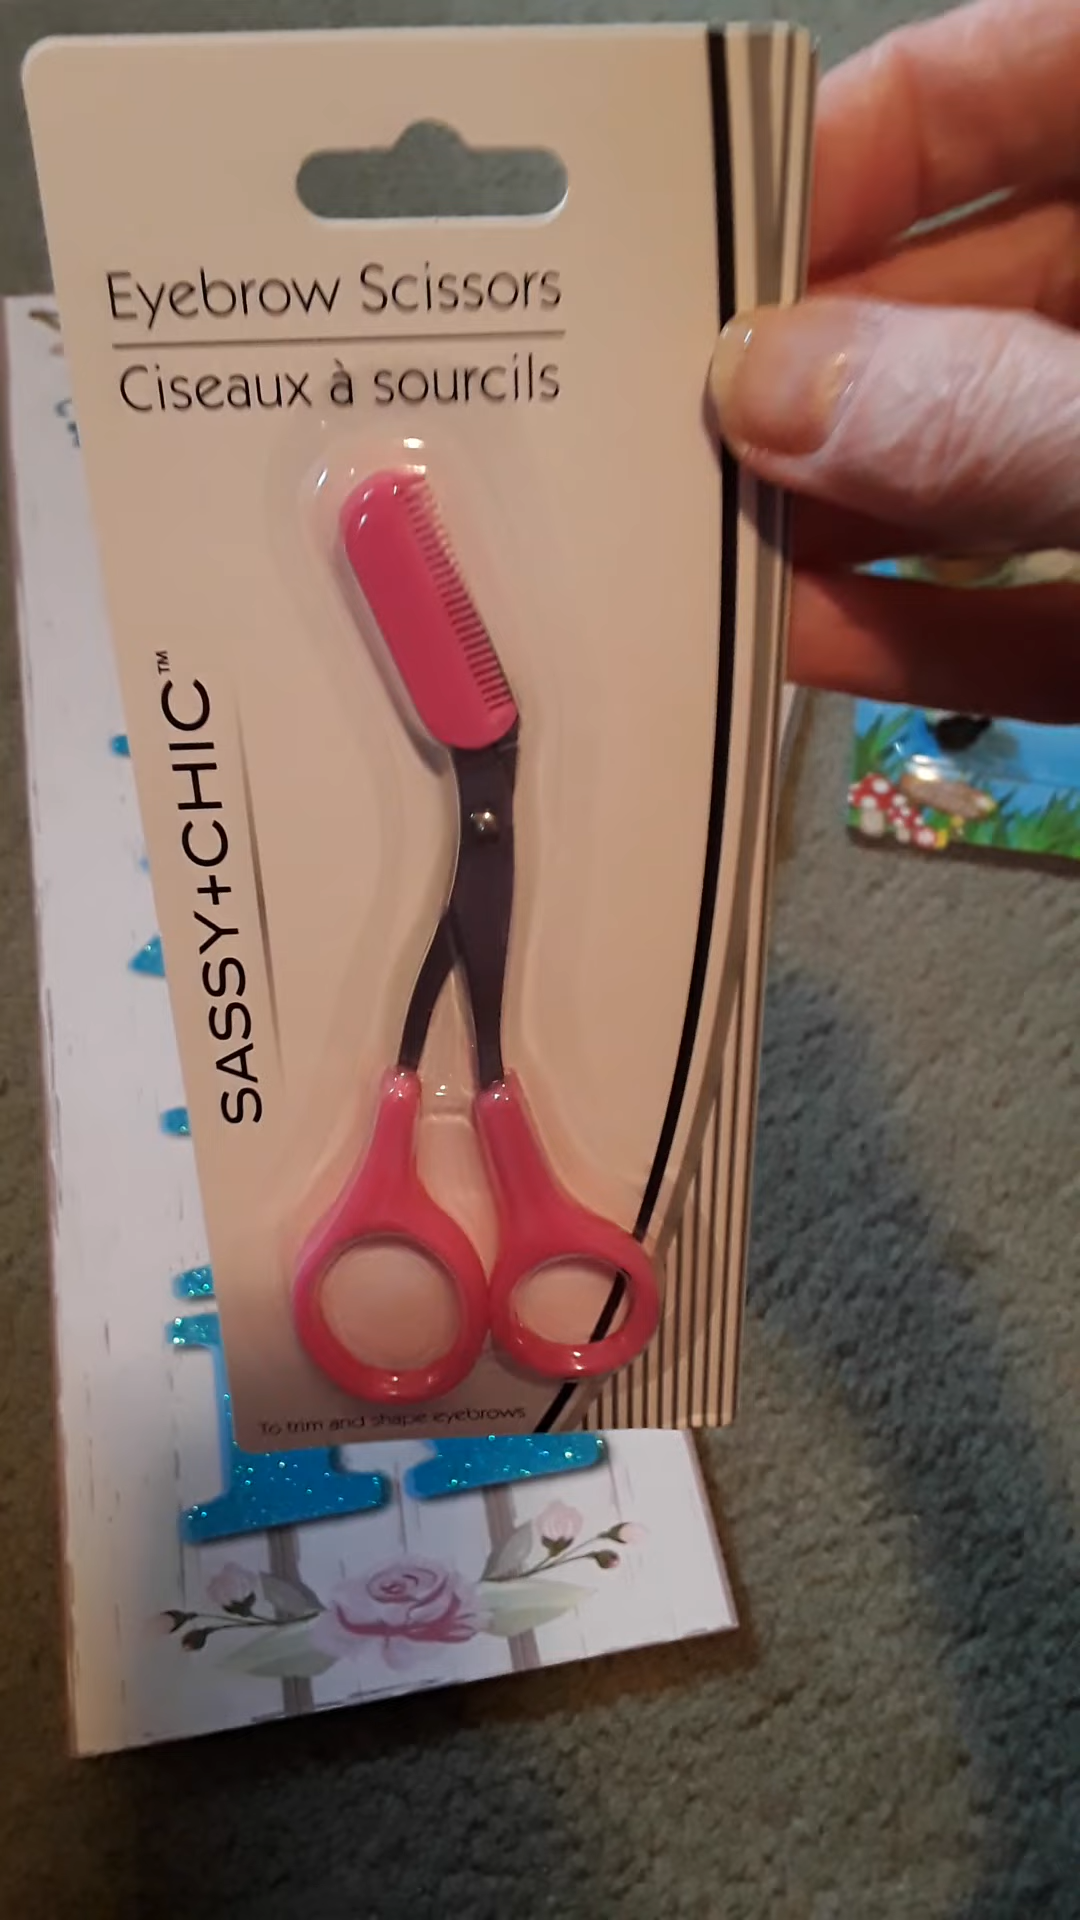 Eyebrow Scissors
Ciseaux à sourcils
SASSY+CHIC™
To trim and shape eyebrows